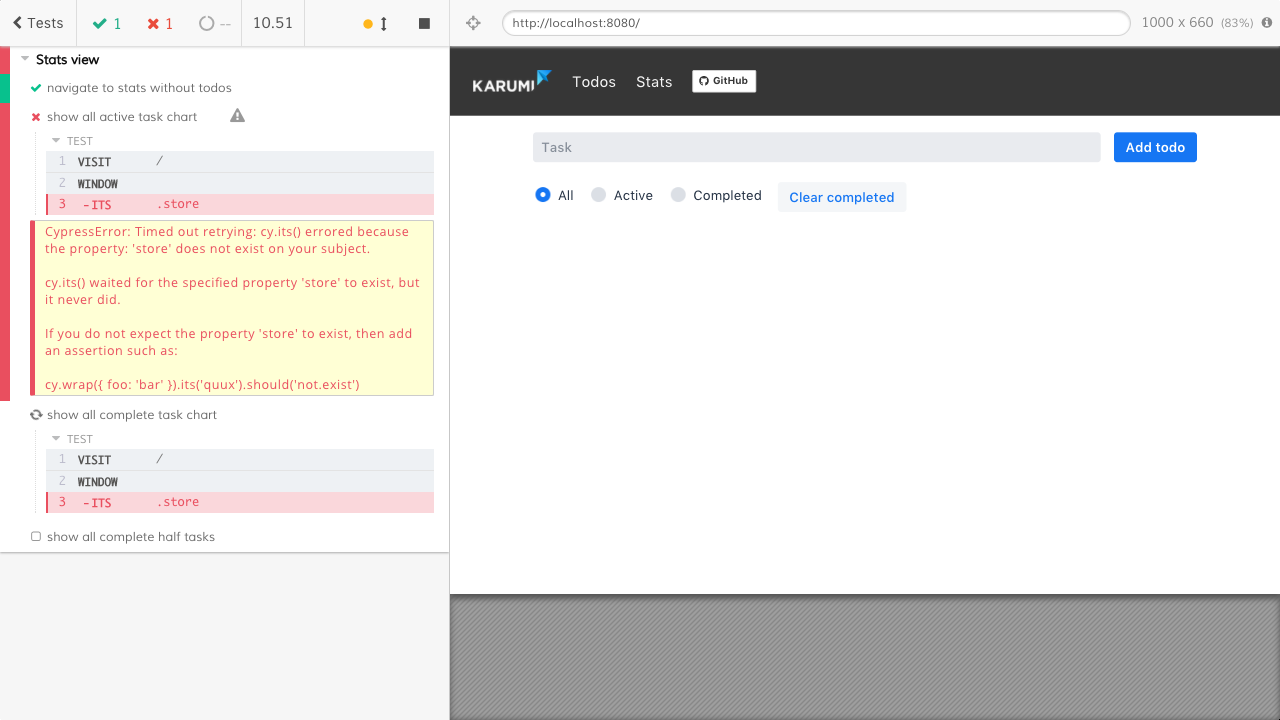 Tests
1
1
--
10.51
http://localhost:8080/
1000 x 660 (83%)
Stats view
navigate to stats without todos
show all active task chart
TEST
1 VISIT /
2 WINDOW
3 -ITS .store
CypressError: Timed out retrying: cy.its() errored because
the property: 'store' does not exist on your subject.
cy.its() waited for the specified property 'store' to exist, but
it never did.
If you do not expect the property 'store' to exist, then add
an assertion such as:
cy.wrap({ foo: 'bar' }).its('quux').should('not.exist')
show all complete task chart
TEST
1 VISIT /
2 WINDOW
3 -ITS .store
show all complete half tasks
KARUMI
Todos
Stats
GitHub
Task
Add todo
All
Active
Completed
Clear completed